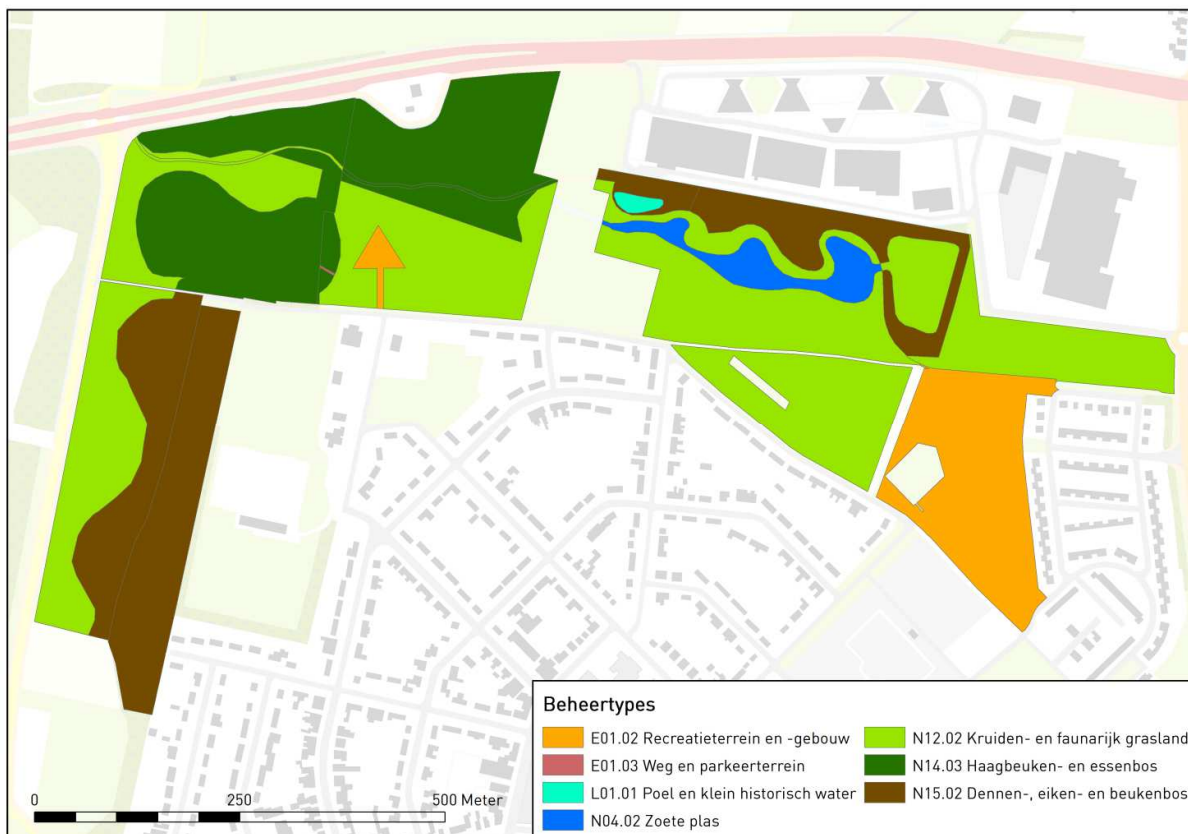 Beheertypes
E01.02 Recreatieterrein en -gebouw
E01.03 Weg en parkeerterrein
L01.01 Poel en klein historisch water
N04.02 Zoete plas
N12.02 Kruiden- en faunarijk grasland
N14.03 Haagbeuken- en essenbos
N15.02 Dennen-, eiken- en beukenbos
0 250 500 Meter